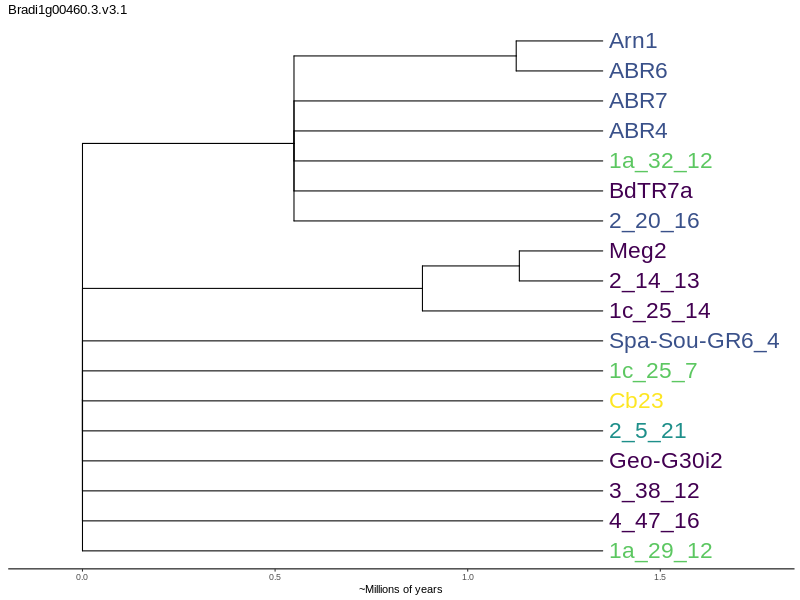 Bradi1g00460.3.v3.1
Arn1
ABR6
ABR7
ABR4
1a_32_12
BdTR7a
2_20_16
Meg2
2_14_13
1c_25_14
Spa-Sou-GR6_4
1c_25_7
Cb23
2_5_21
Geo-G30i2
3_38_12
4_47_16
1a_29_12
0.0 0.5 1.0 1.5
~Millions of years